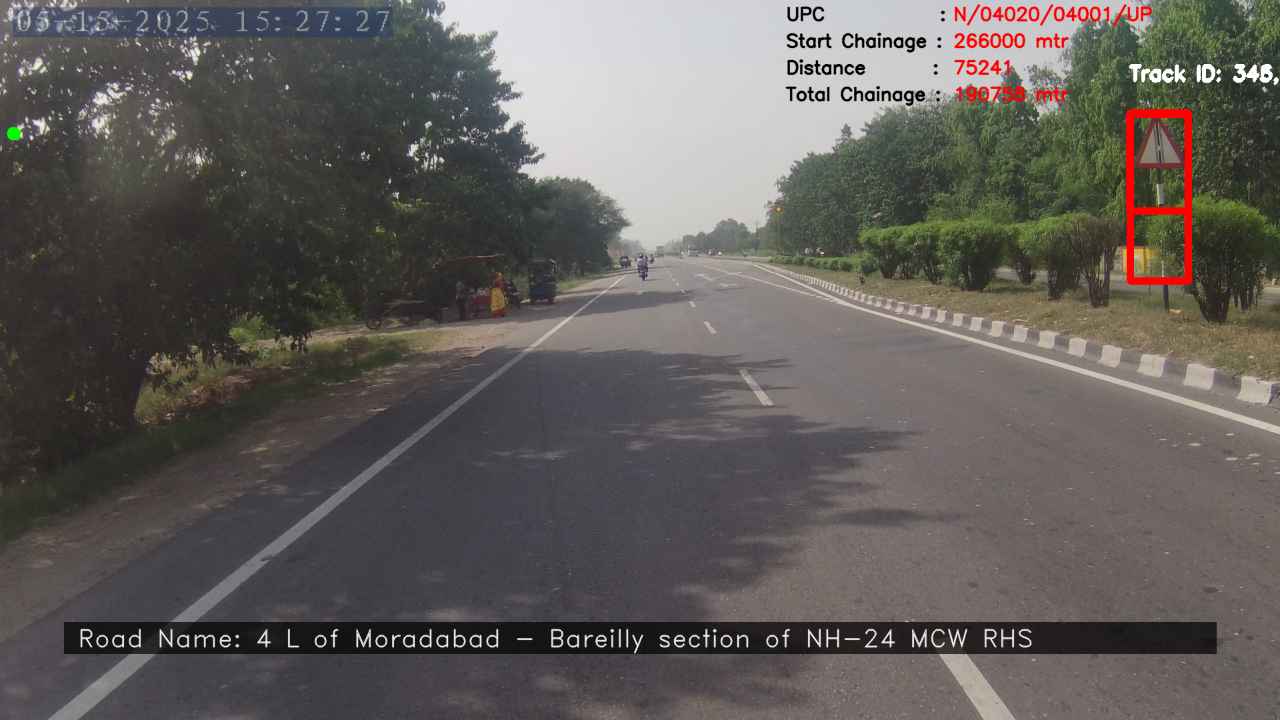 05-15-2025 15:27:27
UPC : N/04020/04001/UP
Start Chainage : 266000 mtr
Distance : 75241
Total Chainage : 190758 mtr
Track ID: 348,
Road Name: 4 L of Moradabad - Bareilly section of NH-24 MCW RHS